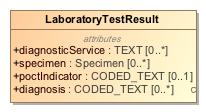 LaboratoryTestResult
attributes
+diagnosticService : TEXT [0..*]
+specimen : Specimen [0..*]
+poctIndicator : CODED_TEXT [0..1]
+diagnosis : CODED_TEXT [0..*] c